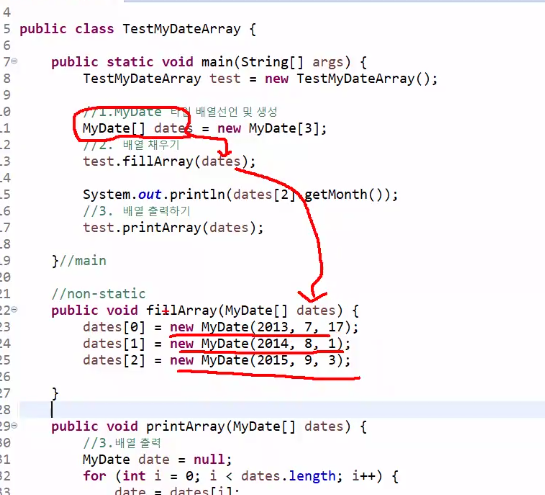 4
5 public class TestMyDateArray {
6
7 public static void main(String[] args) {
8 TestMyDateArray test = new TestMyDateArray();
9
10 //1.MyDate 타입 배열선언 및 생성
11 MyDate[] dates = new MyDate[3];
12 //2. 배열 채우기
13 test.fillArray(dates);
14
15 System.out.println(dates[2].getMonth());
16 //3. 배열 출력하기
17 test.printArray(dates);
18
19 }//main
20
21 //non-static
22 public void fillArray(MyDate[] dates) {
23 dates[0] = new MyDate(2013, 7, 17);
24 dates[1] = new MyDate(2014, 8, 1);
25 dates[2] = new MyDate(2015, 9, 3);
26
27 }
28
29 public void printArray(MyDate[] dates) {
30 //3.배열 출력
31 MyDate date = null;
32 for (int i = 0; i < dates.length; i++) {
date = dates[i];